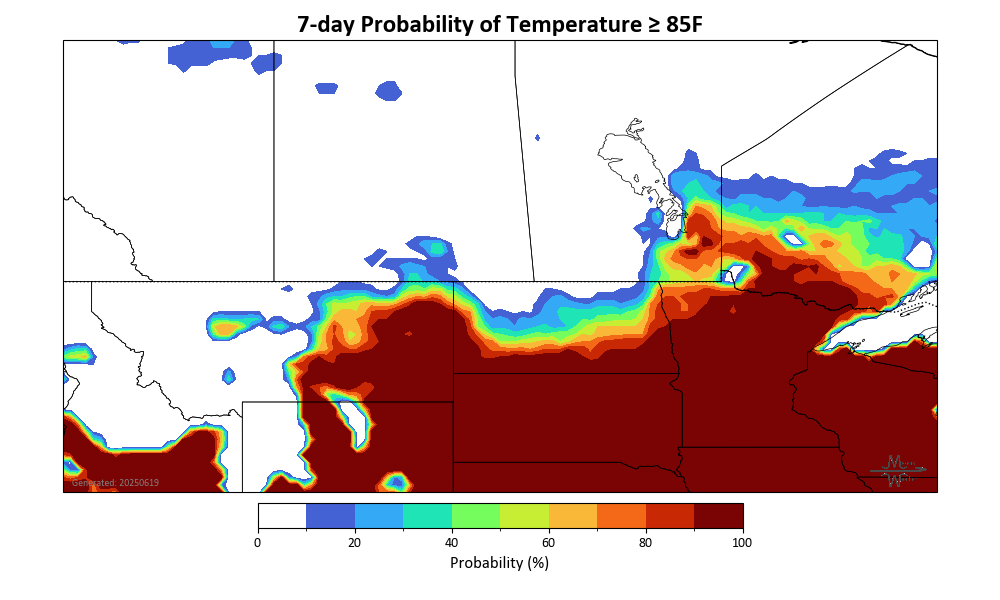 7-day Probability of Temperature ≥ 85F
Generated: 20250619
0 20 40 60 80 100
Probability (%)